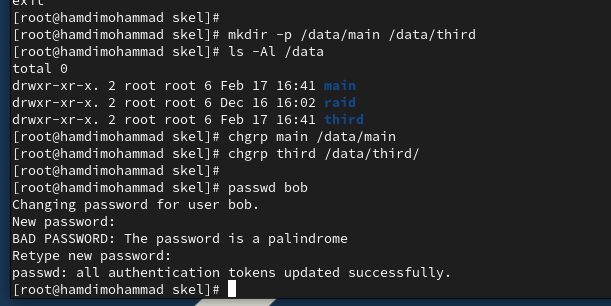 exit
[root@hamdimohammad skel]#
[root@hamdimohammad skel]# mkdir -p /data/main /data/third
[root@hamdimohammad skel]# ls -Al /data
total 0
drwxr-xr-x. 2 root root 6 Feb 17 16:41 main
drwxr-xr-x. 2 root root 6 Dec 16 16:02 raid
drwxr-xr-x. 2 root root 6 Feb 17 16:41 third
[root@hamdimohammad skel]# chgrp main /data/main
[root@hamdimohammad skel]# chgrp third /data/third/
[root@hamdimohammad skel]#
[root@hamdimohammad skel]# passwd bob
Changing password for user bob.
New password:
BAD PASSWORD: The password is a palindrome
Retype new password:
passwd: all authentication tokens updated successfully.
[root@hamdimohammad skel]#